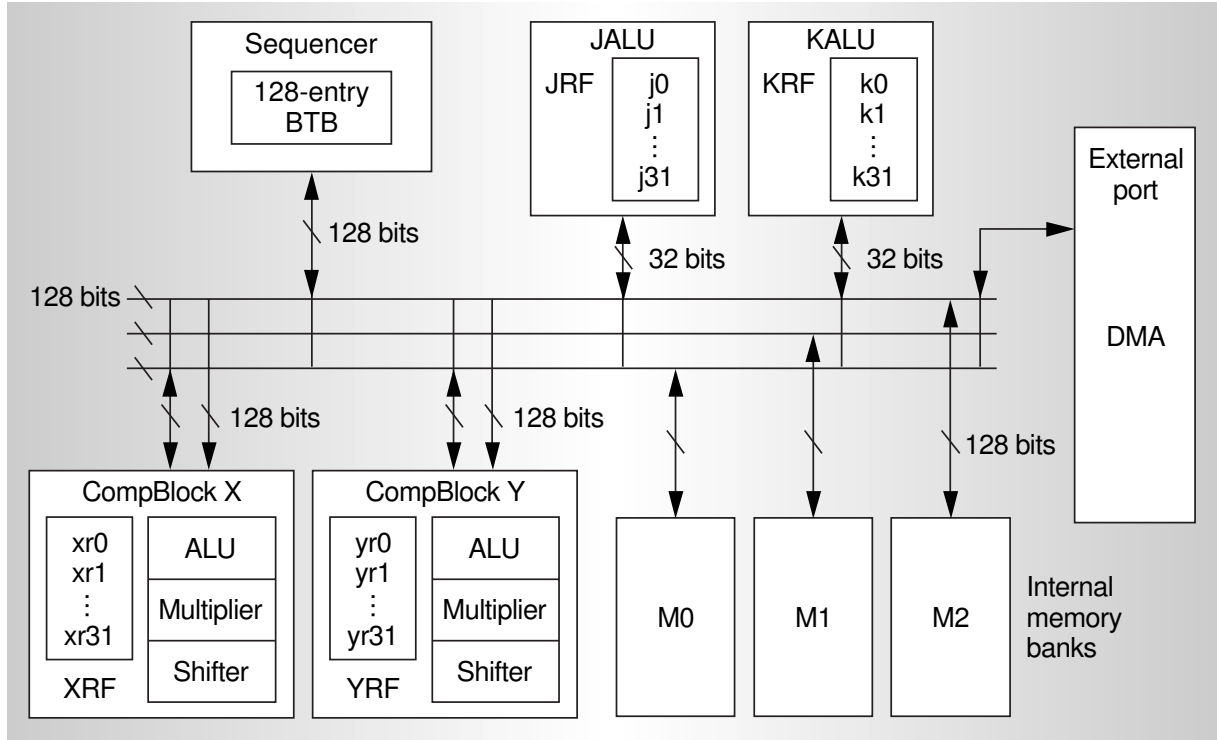 Sequencer
128-entry
BTB
JALU
JRF
j0
j1
⋮
j31
KALU
KRF
k0
k1
⋮
k31
External
port
DMA
128 bits
32 bits
32 bits
128 bits
128 bits
128 bits
128 bits
CompBlock X
xr0
xr1
⋮
xr31
XRF
ALU
Multiplier
Shifter
CompBlock Y
yr0
yr1
⋮
yr31
YRF
ALU
Multiplier
Shifter
M0
M1
M2
Internal
memory
banks